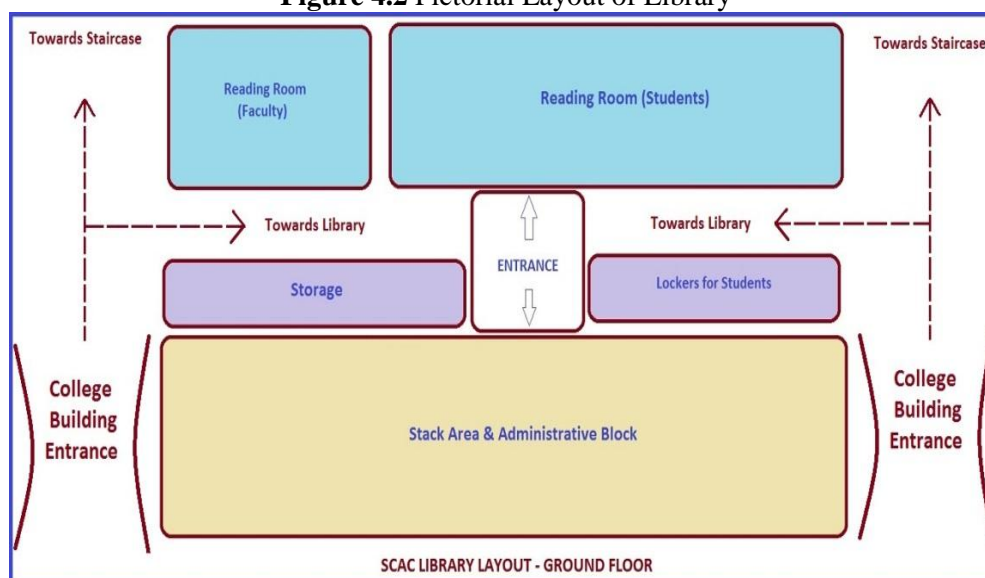 Figure 4.2 Pictorial Layout of Library
Towards Staircase
Reading Room
(Faculty)
Reading Room (Students)
Towards Staircase
Towards Library
Towards Library
ENTRANCE
Storage
Lockers for Students
College
Building
Entrance
Stack Area & Administrative Block
College
Building
Entrance
SCAC LIBRARY LAYOUT - GROUND FLOOR